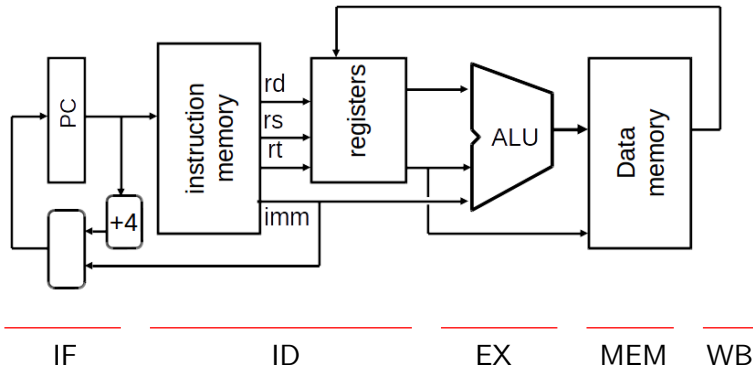 PC
+4
instruction
memory
rd
rs
rt
imm
registers
ALU
Data
memory
IF
ID
EX
MEM
WB